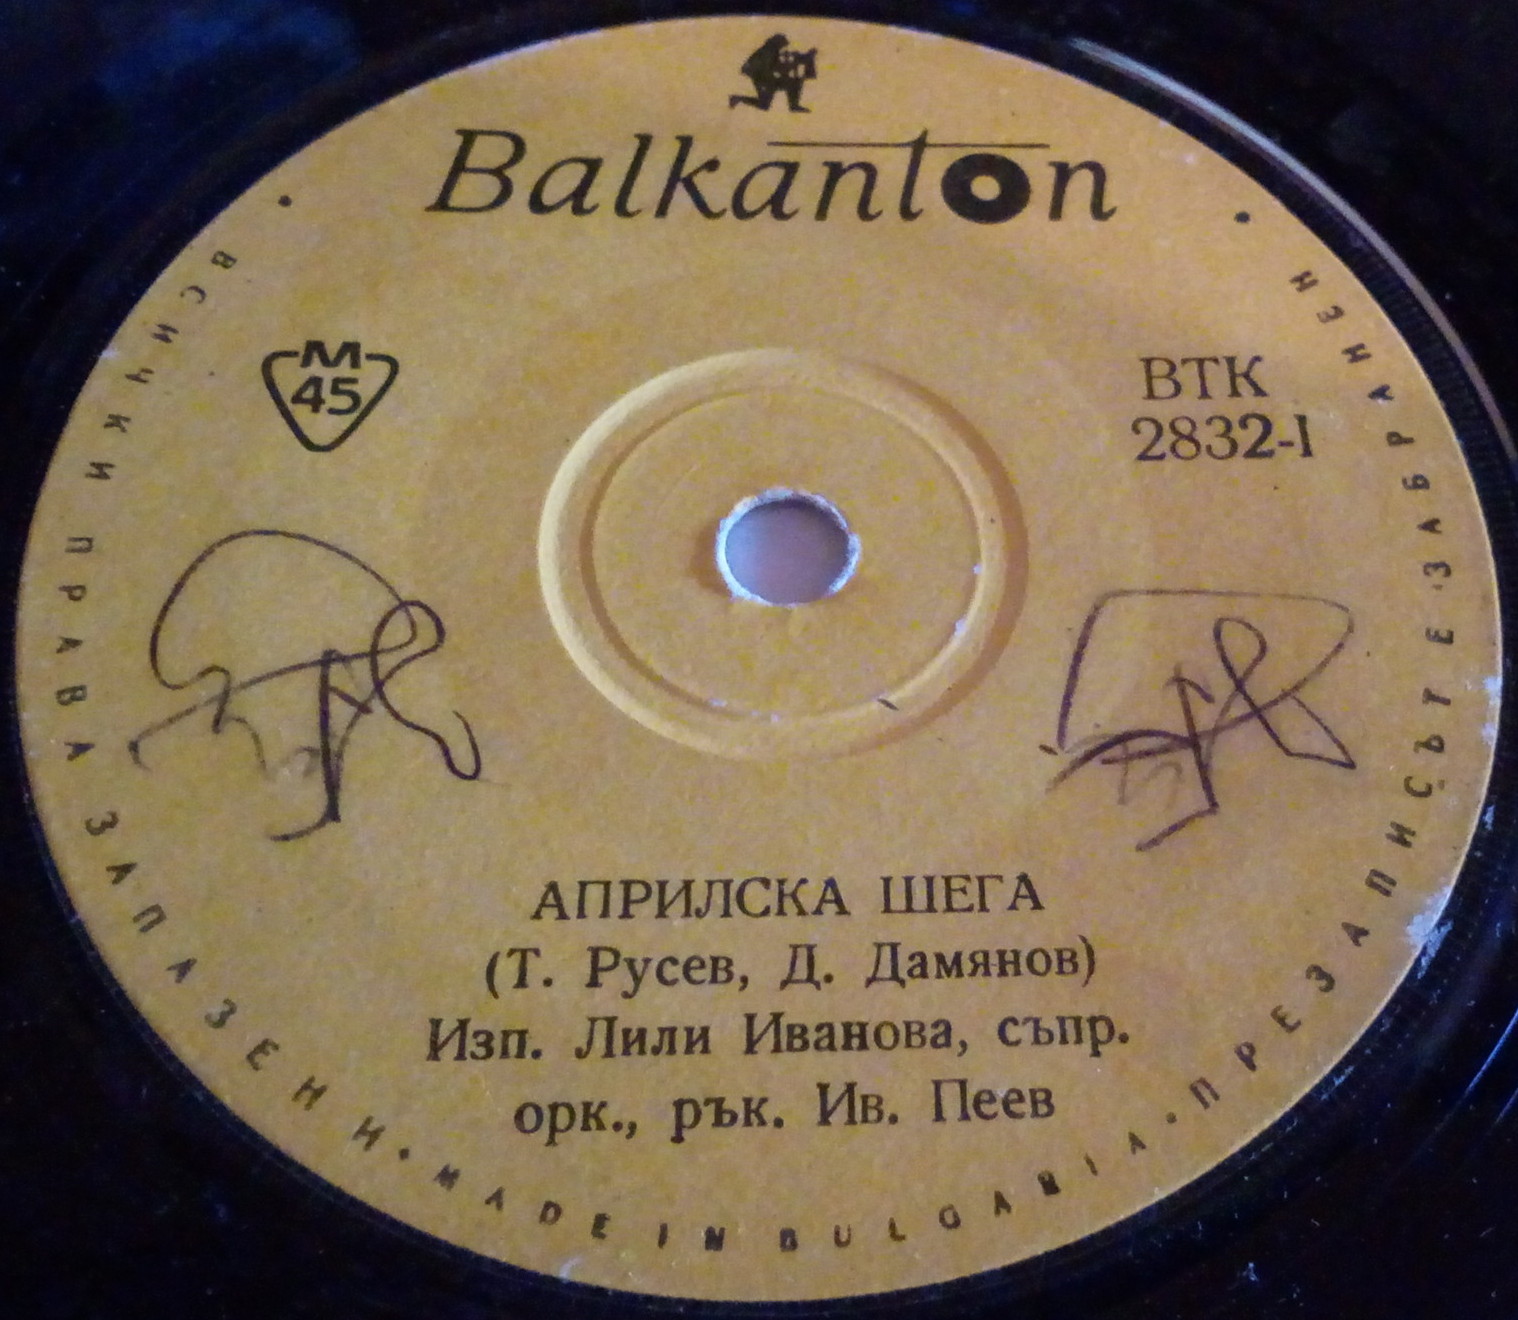 Balkanton
M
45
ВТК
2832-I
АПРИЛСКА ШЕГА
(Т. Русев, Д. Дамянов)
Изп. Лили Иванова, съпр.
орк., рък. Ив. Пеев
• ВСИЧКИ ПРАВА ЗАПАЗЕНИ • MADE IN BULGARIA • ПРЕЗАПИСЪТ Е ЗАБРАНЕН •